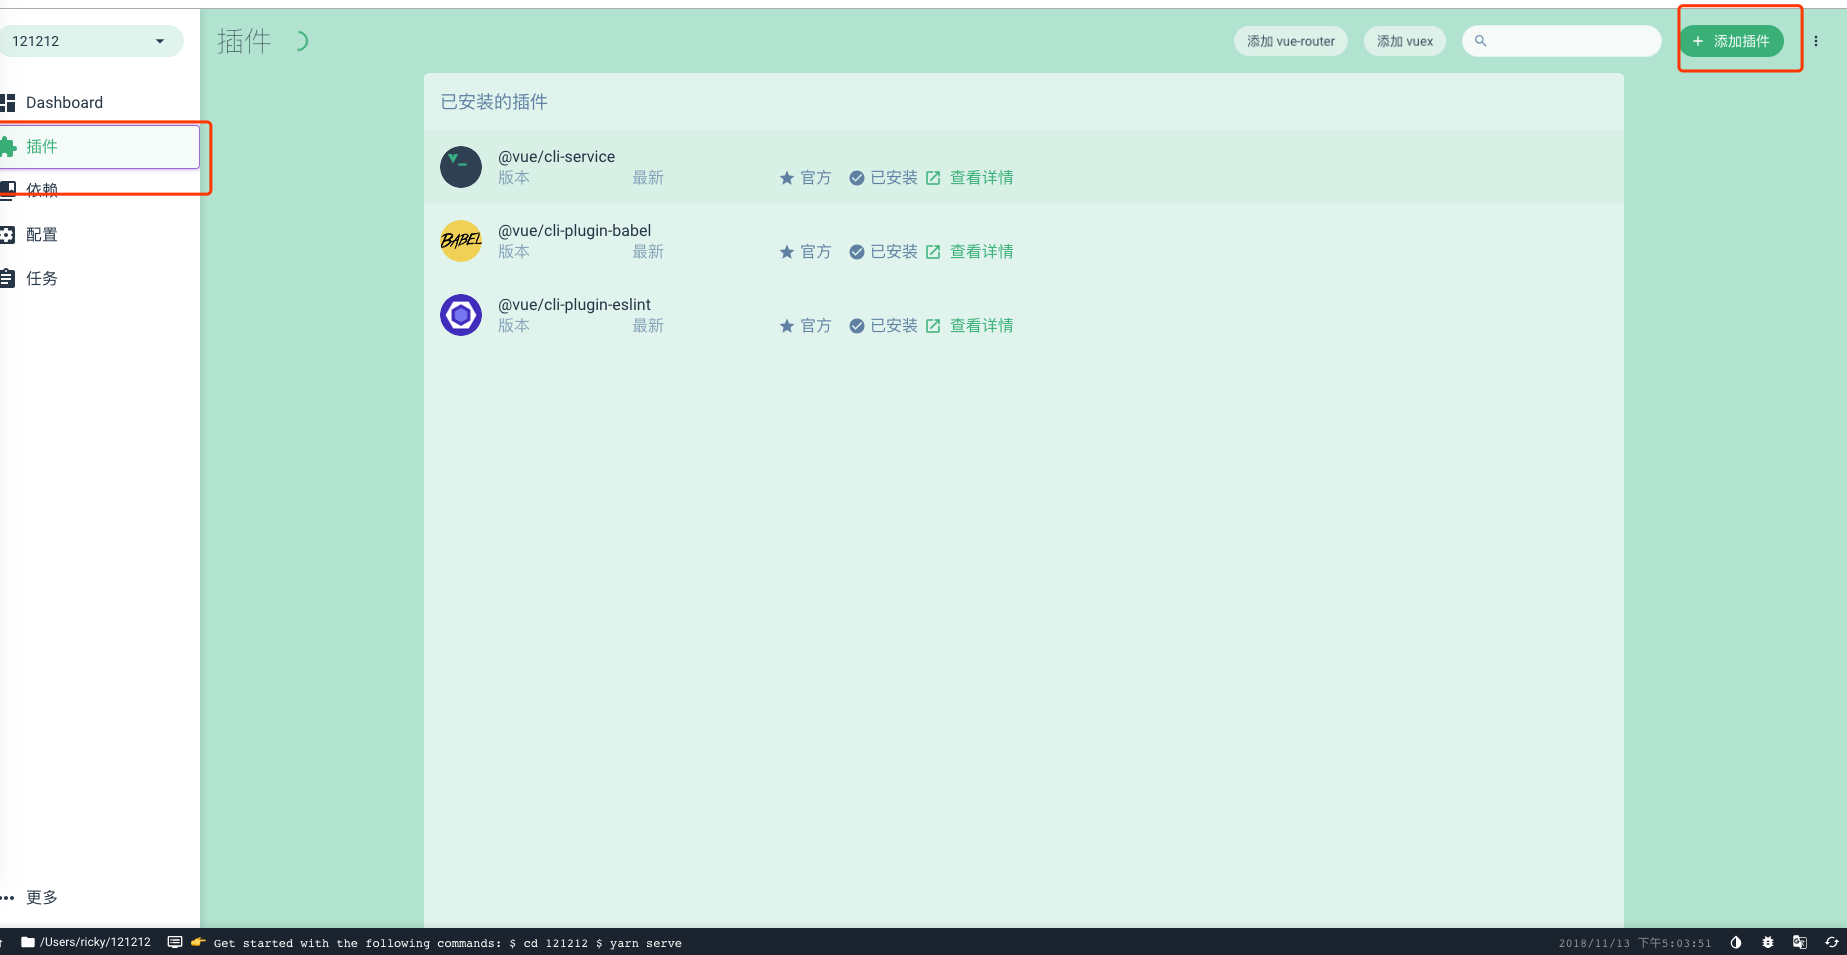 121212
插件
添加 vue-router
添加 vuex
添加插件
Dashboard
插件
依赖
配置
任务
更多
已安装的插件
@vue/cli-service
版本 最新 官方 已安装 查看详情
BABEL
@vue/cli-plugin-babel
版本 最新 官方 已安装 查看详情
@vue/cli-plugin-eslint
版本 最新 官方 已安装 查看详情
/Users/ricky/121212 Get started with the following commands: $ cd 121212 $ yarn serve 2018/11/13 下午5:03:51